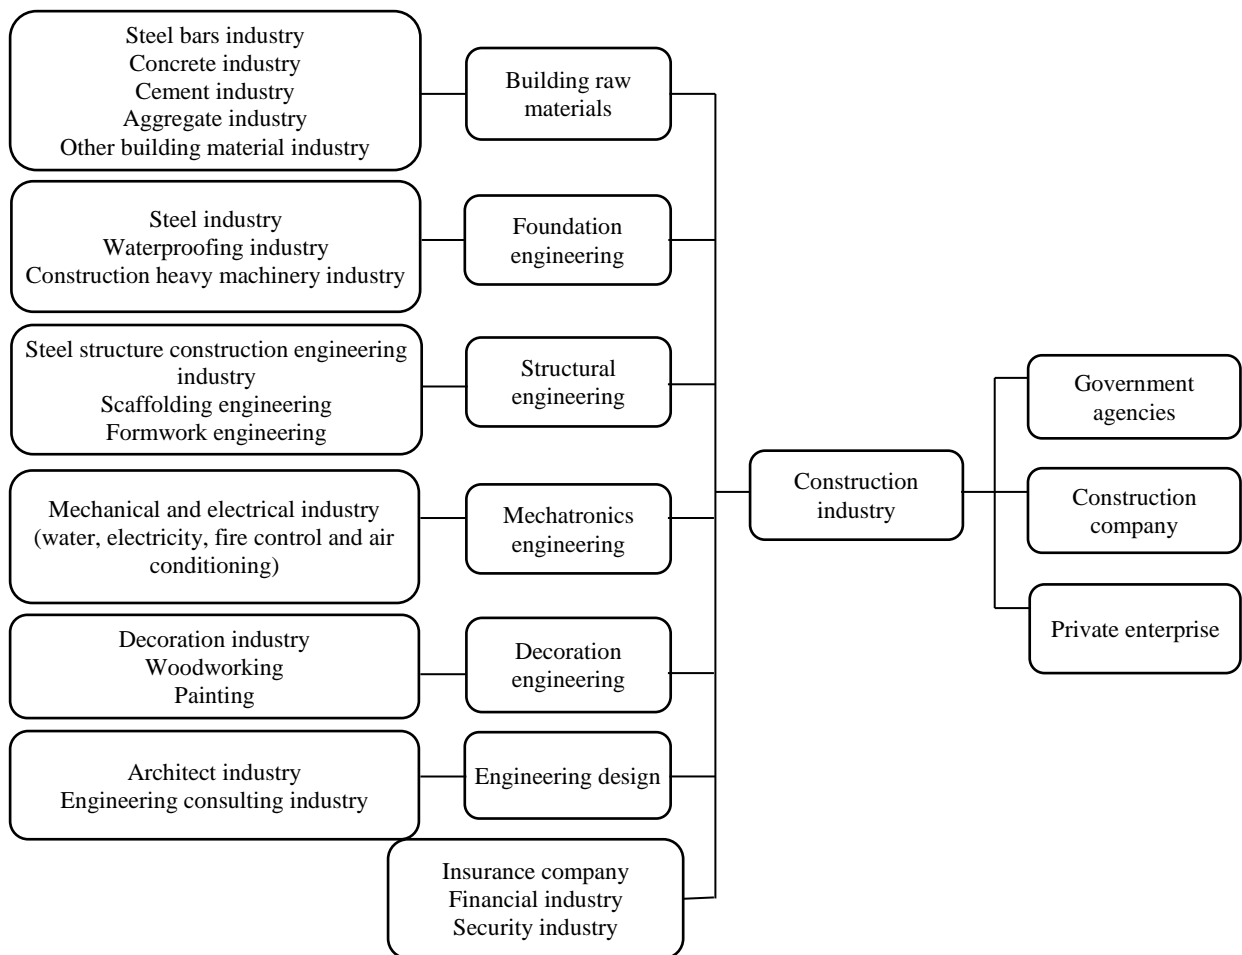 Steel bars industry
Concrete industry
Cement industry
Aggregate industry
Other building material industry
Building raw
materials
Steel industry
Waterproofing industry
Construction heavy machinery industry
Foundation
engineering
Steel structure construction engineering
industry
Scaffolding engineering
Formwork engineering
Structural
engineering
Mechanical and electrical industry
(water, electricity, fire control and air
conditioning)
Mechatronics
engineering
Decoration industry
Woodworking
Painting
Decoration
engineering
Architect industry
Engineering consulting industry
Engineering design
Insurance company
Financial industry
Security industry
Construction
industry
Government
agencies
Construction
company
Private enterprise